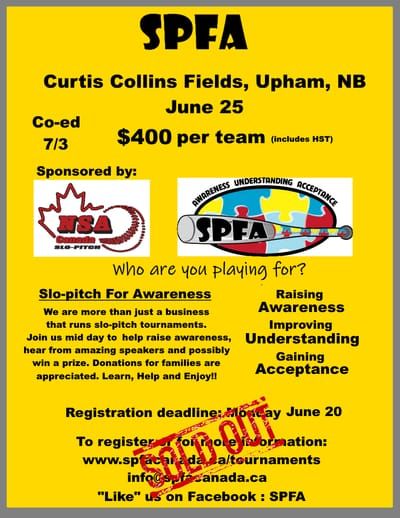 SPFA
Curtis Collins Fields, Upham, NB
June 25
Co-ed
7/3
$400 per team (includes HST)
Sponsored by:
NSA
Canada
SLO-PITCH
AWARENESS UNDERSTANDING ACCEPTANCE
SPFA
Who are you playing for?
Slo-pitch For Awareness
We are more than just a business
that runs slo-pitch tournaments.
Join us mid day to help raise awareness,
hear from amazing speakers and possibly
win a prize. Donations for families are
appreciated. Learn, Help and Enjoy!!
Raising
Awareness
Improving
Understanding
Gaining
Acceptance
Registration deadline: Monday June 20
To register or for more information:
www.spfacanada.ca/tournaments
info@spfacanada.ca
"Like" us on Facebook : SPFA
SOLD OUT